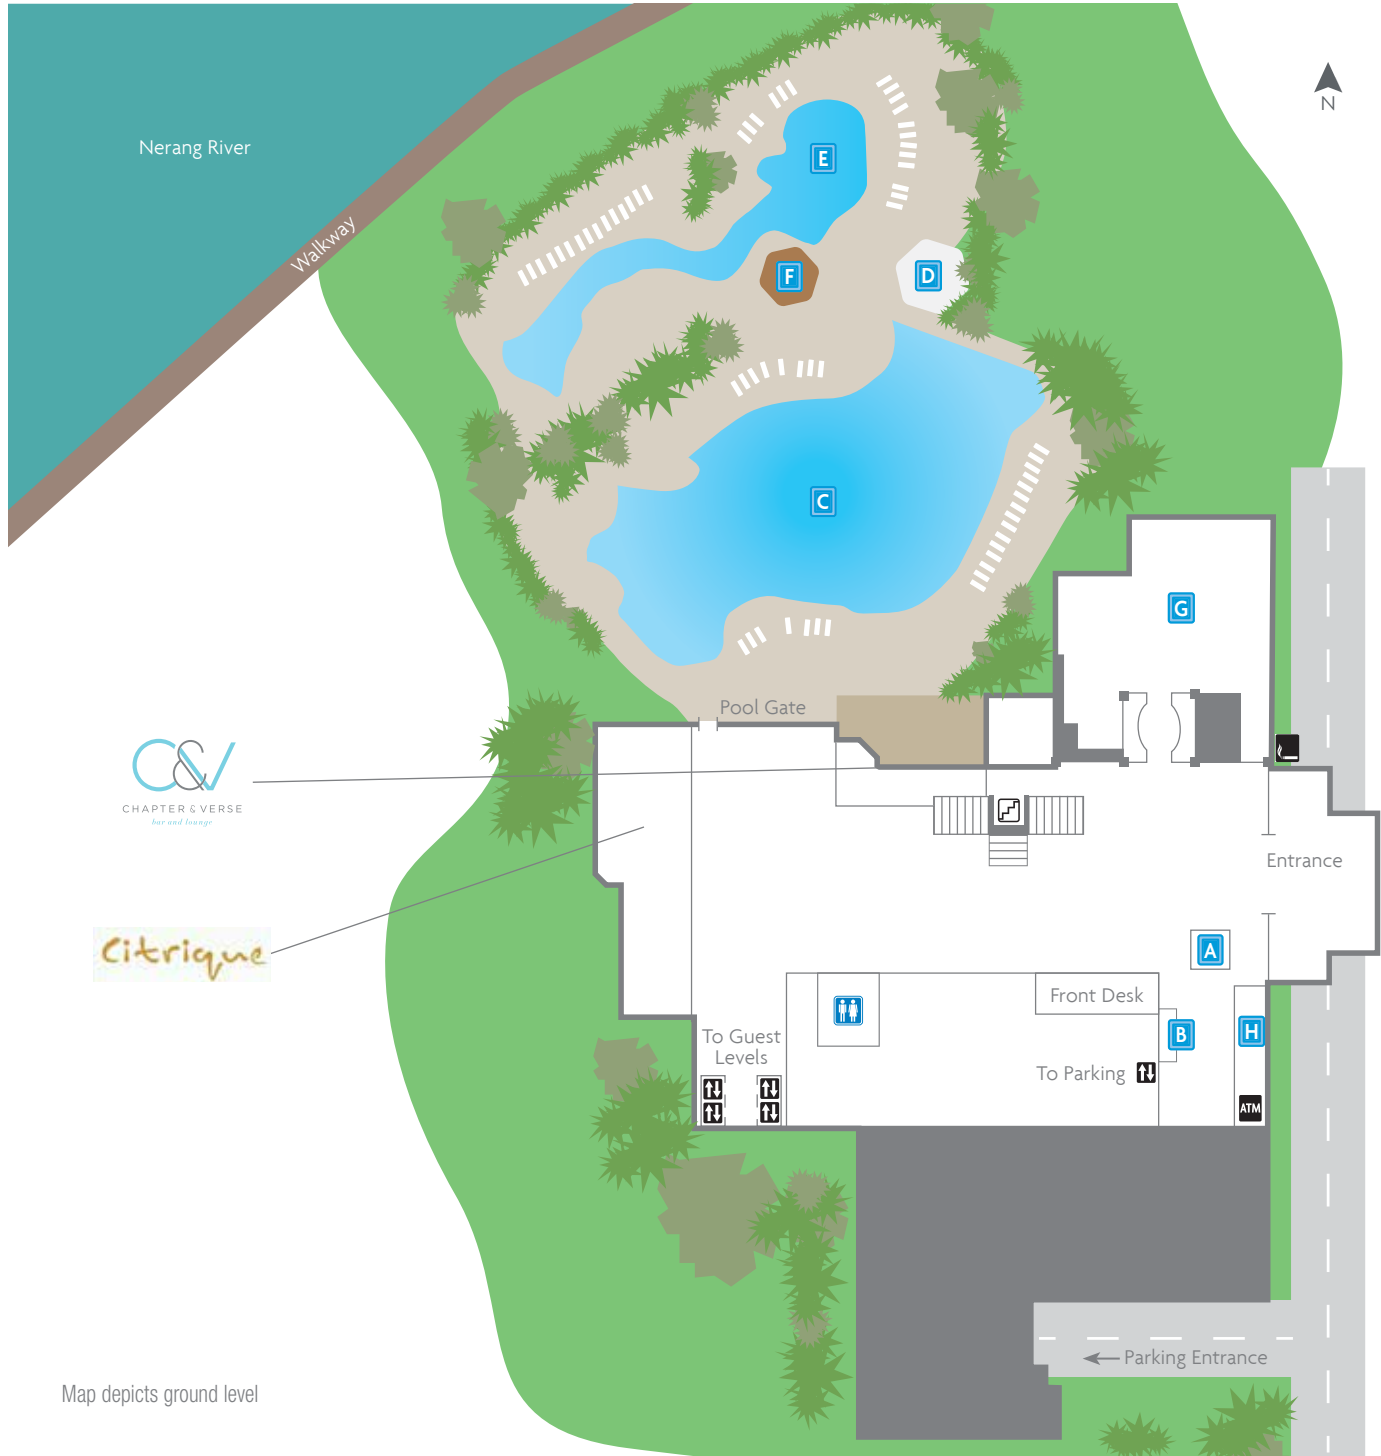 N
Nerang River
Walkway
E
F
D
C
G
Pool Gate
C&V
CHAPTER & VERSE
bar and lounge
Entrance
Citrique
A
Front Desk
B
H
To Guest
Levels
To Parking
ATM
Parking Entrance
Map depicts ground level